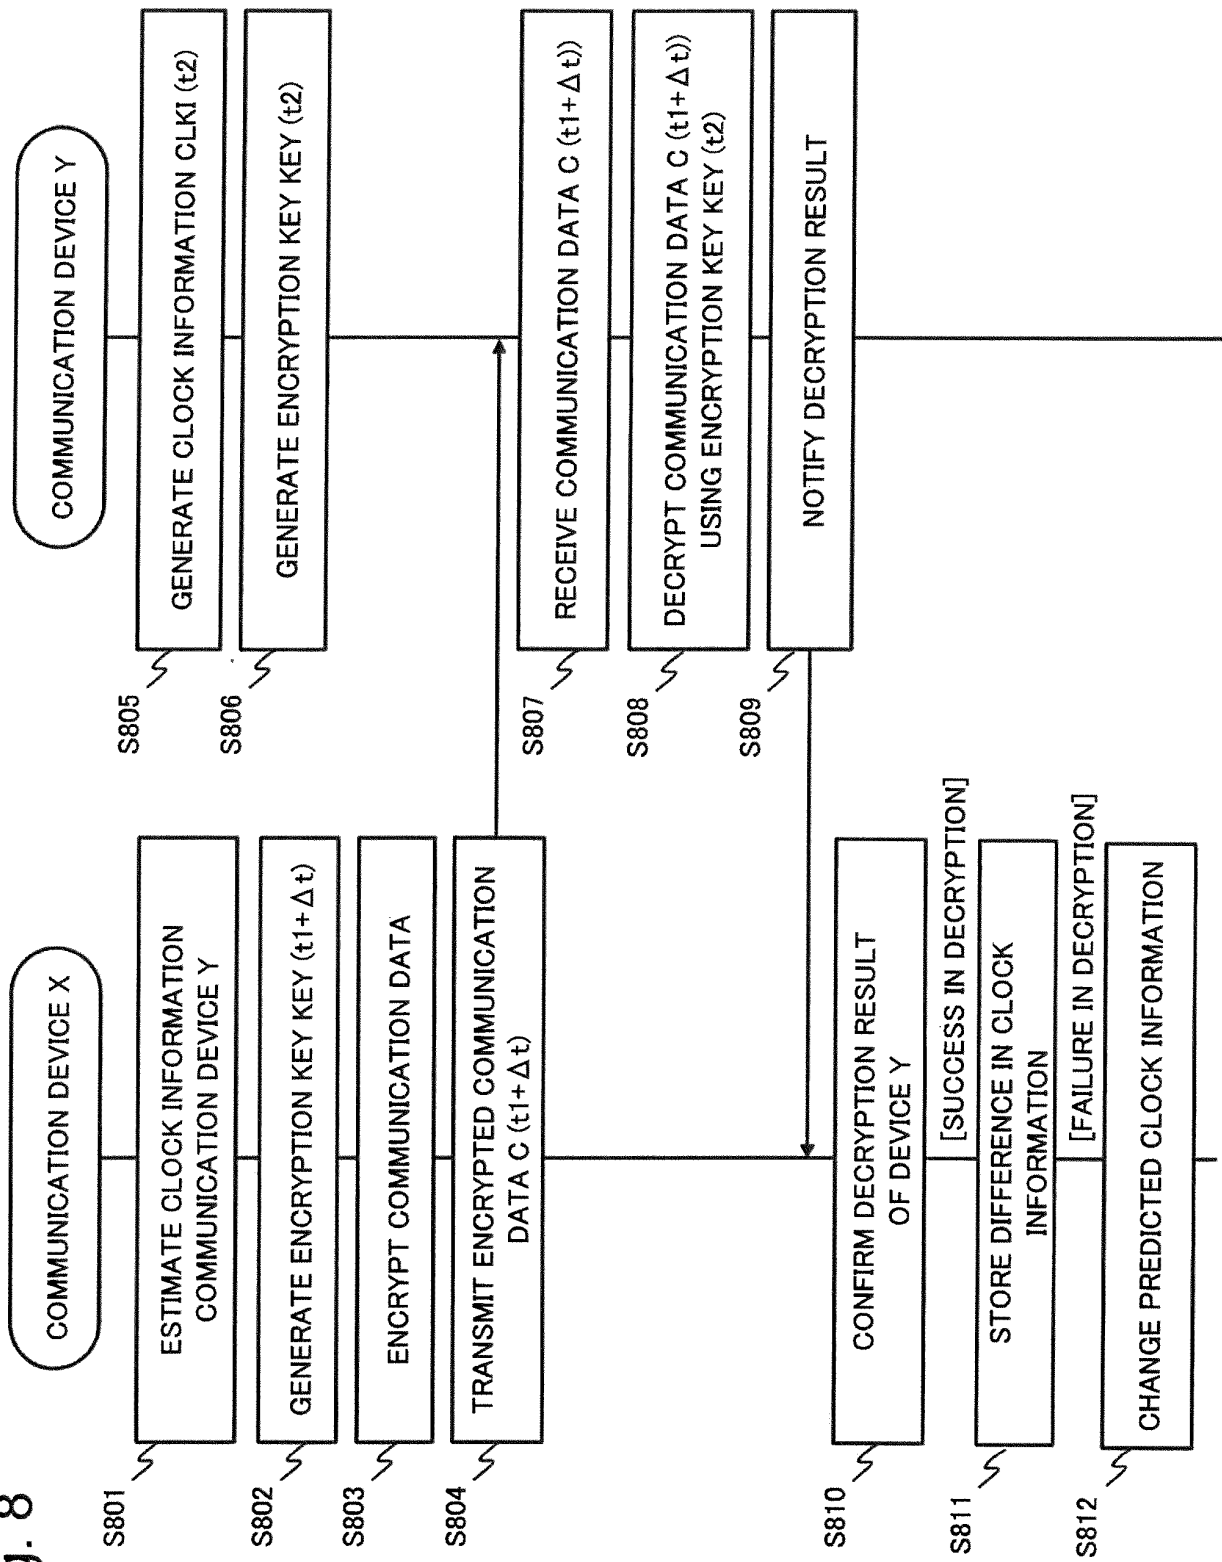 g. 8
COMMUNICATION DEVICE X
S801
ESTIMATE CLOCK INFORMATION
COMMUNICATION DEVICE Y
S802
GENERATE ENCRYPTION KEY KEY (t1+Δt)
S803
ENCRYPT COMMUNICATION DATA
S804
TRANSMIT ENCRYPTED COMMUNICATION
DATA C (t1+Δt)
COMMUNICATION DEVICE Y
S805
GENERATE CLOCK INFORMATION CLKI (t2)
S806
GENERATE ENCRYPTION KEY KEY (t2)
S807
RECEIVE COMMUNICATION DATA C (t1+Δt))
S808
DECRYPT COMMUNICATION DATA C (t1+Δt))
USING ENCRYPTION KEY KEY (t2)
S809
NOTIFY DECRYPTION RESULT
S810
CONFIRM DECRYPTION RESULT
OF DEVICE Y
[SUCCESS IN DECRYPTION]
S811
STORE DIFFERENCE IN CLOCK
INFORMATION
[FAILURE IN DECRYPTION]
S812
CHANGE PREDICTED CLOCK INFORMATION